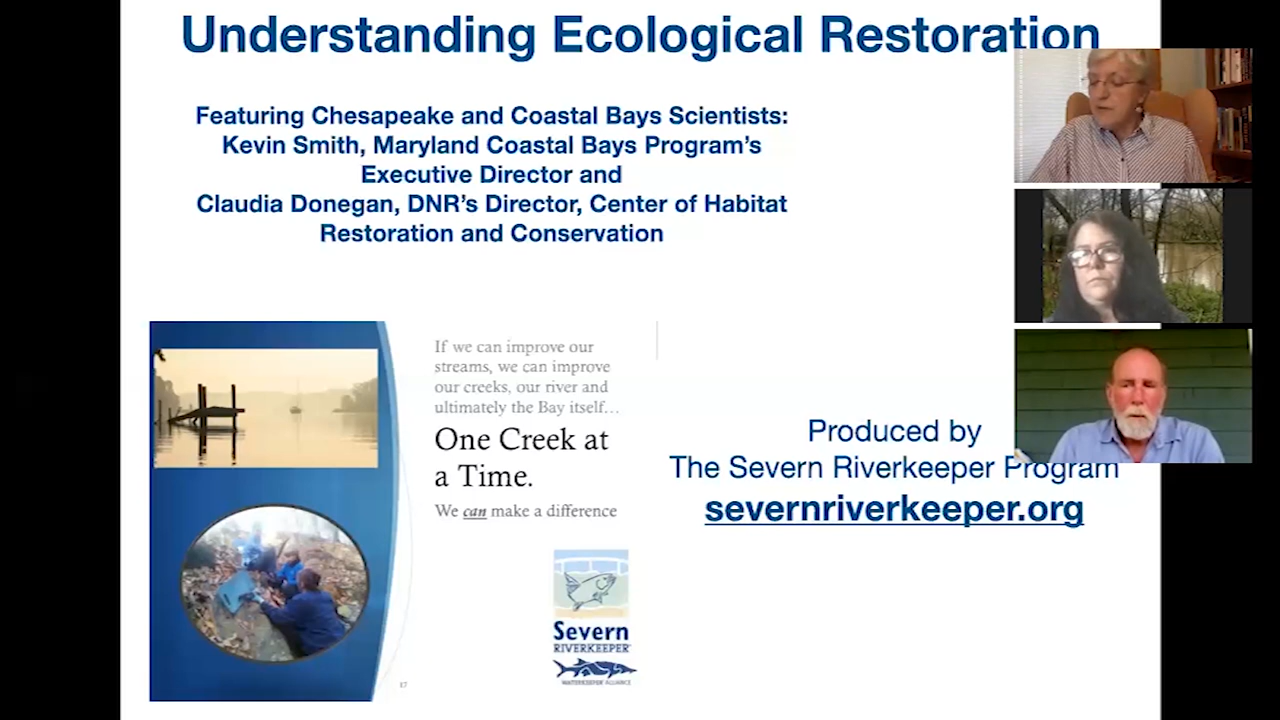 Understanding Ecological Restoration
Featuring Chesapeake and Coastal Bays Scientists:
Kevin Smith, Maryland Coastal Bays Program's
Executive Director and
Claudia Donegan, DNR's Director, Center of Habitat
Restoration and Conservation
If we can improve our
streams, we can improve
our creeks, our river and
ultimately the Bay itself...
One Creek at
a Time.
We can make a difference
Severn
RIVERKEEPER
WATERKEEPER ALLIANCE
17
Produced by
The Severn Riverkeeper Program
severnriverkeeper.org